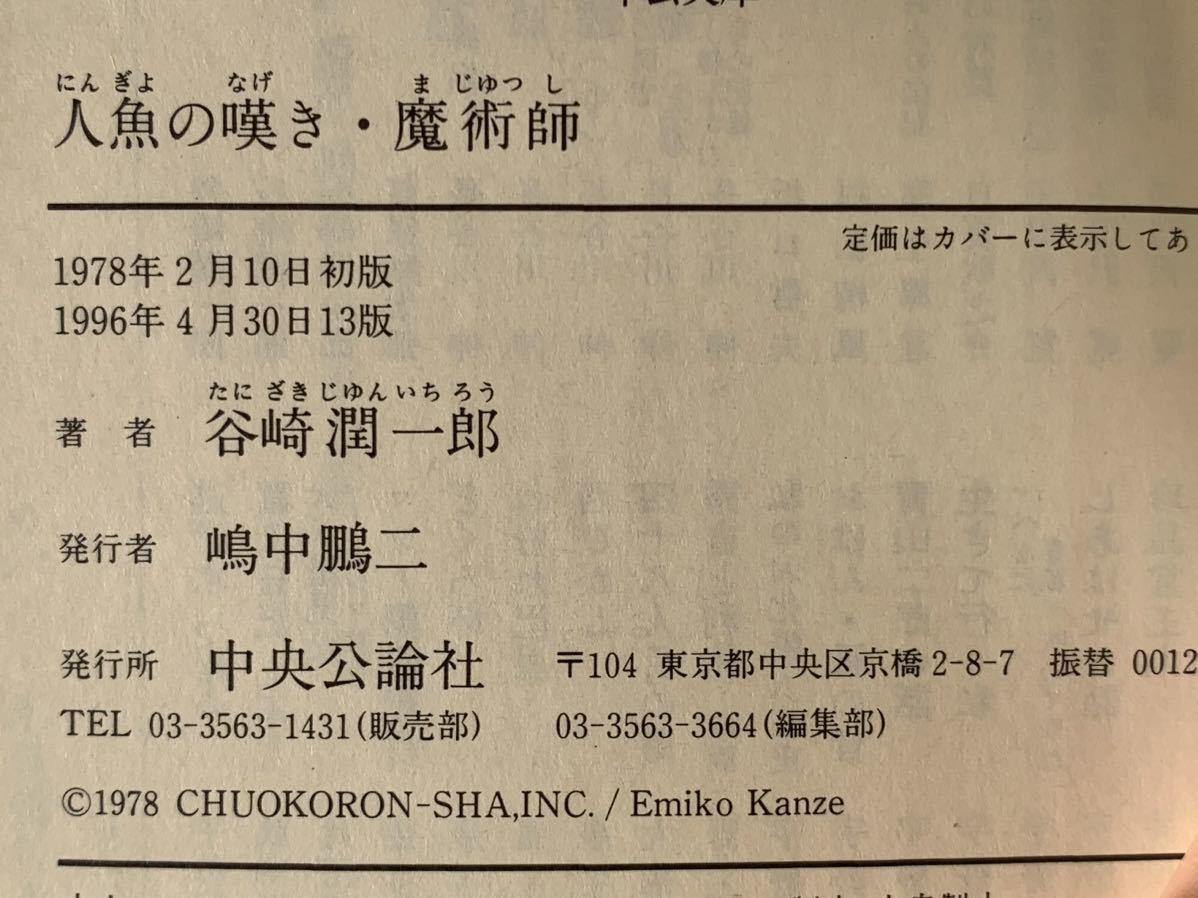 にんぎよ なげ まじゆつし
人魚の嘆き・魔術師
定価はカバーに表示してあ
1978年2月10日初版
1996年4月30日13版
たにざきじゆんいちろう
著者 谷崎潤一郎
発行者 嶋中鵬二
発行所 中央公論社 〒104 東京都中央区京橋2-8-7 振替 0012
TEL 03-3563-1431(販売部) 03-3563-3664(編集部)
©1978 CHUOKORON-SHA,INC. / Emiko Kanze